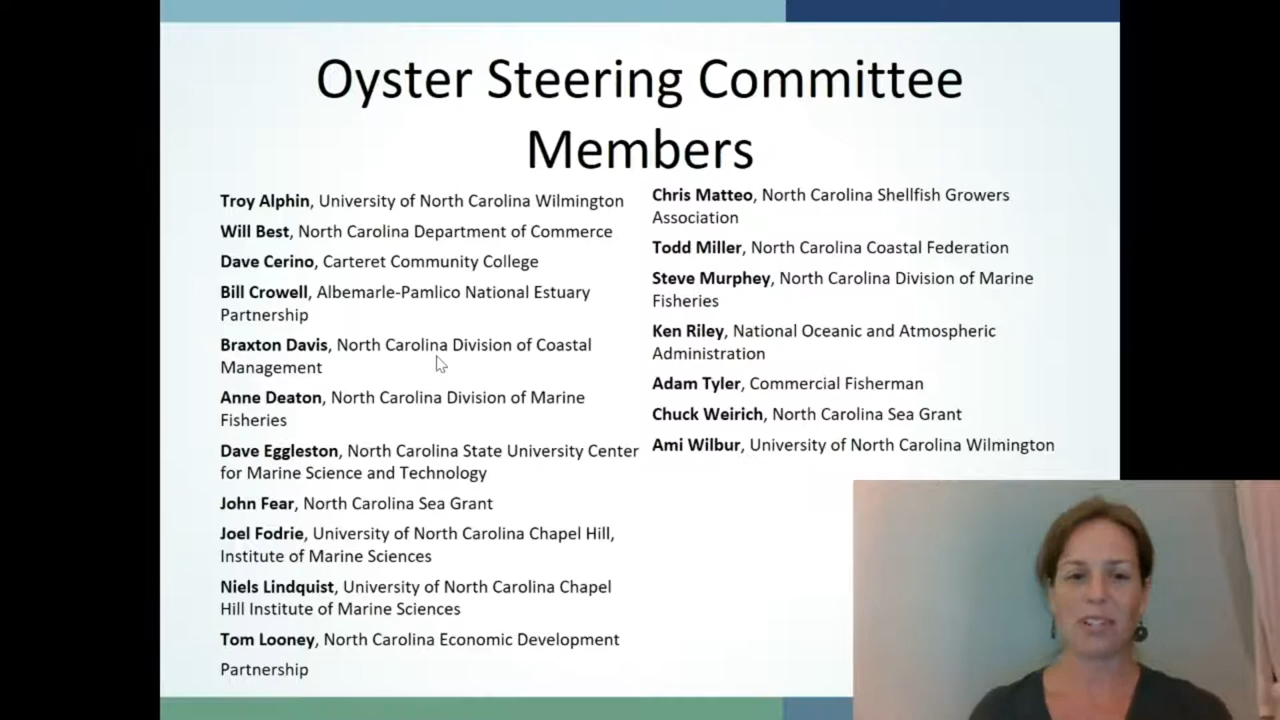 Oyster Steering Committee
Members
Troy Alphin, University of North Carolina Wilmington
Will Best, North Carolina Department of Commerce
Dave Cerino, Carteret Community College
Bill Crowell, Albemarle-Pamlico National Estuary
Partnership
Braxton Davis, North Carolina Division of Coastal
Management
Anne Deaton, North Carolina Division of Marine
Fisheries
Dave Eggleston, North Carolina State University Center
for Marine Science and Technology
John Fear, North Carolina Sea Grant
Joel Fodrie, University of North Carolina Chapel Hill,
Institute of Marine Sciences
Niels Lindquist, University of North Carolina Chapel
Hill Institute of Marine Sciences
Tom Looney, North Carolina Economic Development
Partnership
Chris Matteo, North Carolina Shellfish Growers
Association
Todd Miller, North Carolina Coastal Federation
Steve Murphey, North Carolina Division of Marine
Fisheries
Ken Riley, National Oceanic and Atmospheric
Administration
Adam Tyler, Commercial Fisherman
Chuck Weirich, North Carolina Sea Grant
Ami Wilbur, University of North Carolina Wilmington